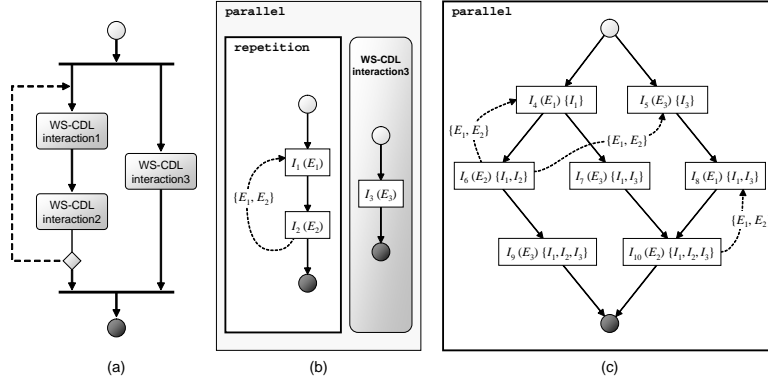 WS-CDL
interaction1
WS-CDL
interaction2
WS-CDL
interaction3
(a)
parallel
repetition
I1 (E1)
{E1, E2}
I2 (E2)
WS-CDL
interaction3
I3 (E3)
(b)
parallel
I4 (E1) {I1}
I5 (E3) {I3}
{E1, E2}
{E1, E2}
I6 (E2) {I1,I2}
I7 (E3) {I1,I3}
I8 (E1) {I1,I3}
{E1, E2
I9 (E3) {I1,I2,I3}
I10 (E2) {I1,I2,I3}
(c)